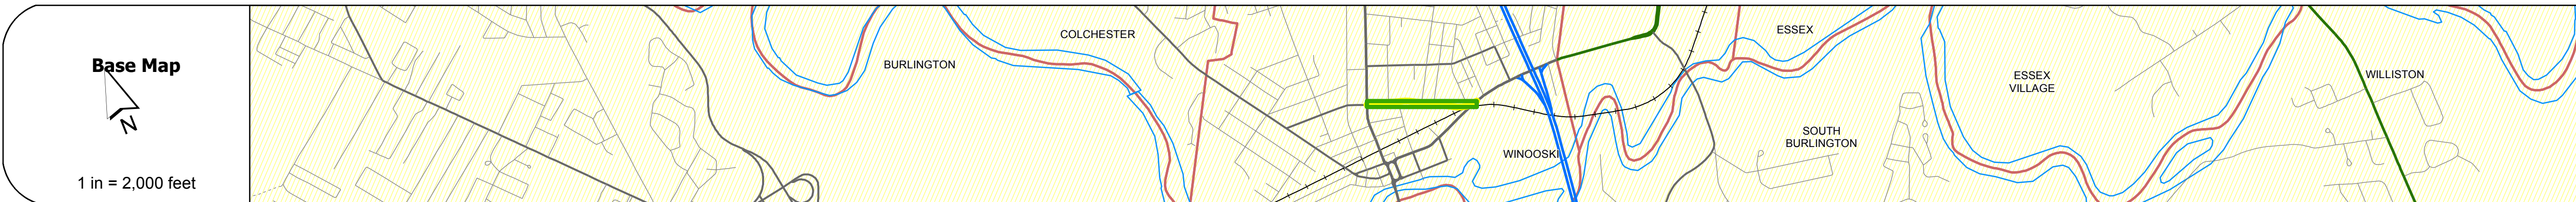 Base Map
N
1 in = 2,000 feet
BURLINGTON
COLCHESTER
WINOOSKI
ESSEX
SOUTH
BURLINGTON
ESSEX
VILLAGE
WILLISTON